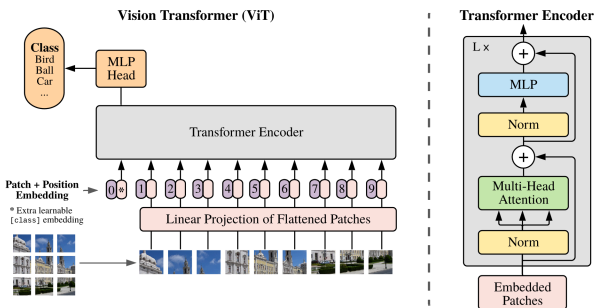 Vision Transformer (ViT)
Class
Bird
Ball
Car
...
MLP
Head
Transformer Encoder
0 * 1 2 3 4 5 6 7 8 9
Patch + Position
Embedding
* Extra learnable
[class] embedding
Linear Projection of Flattened Patches
Transformer Encoder
L ×
+
MLP
Norm
+
Multi-Head
Attention
Norm
Embedded
Patches